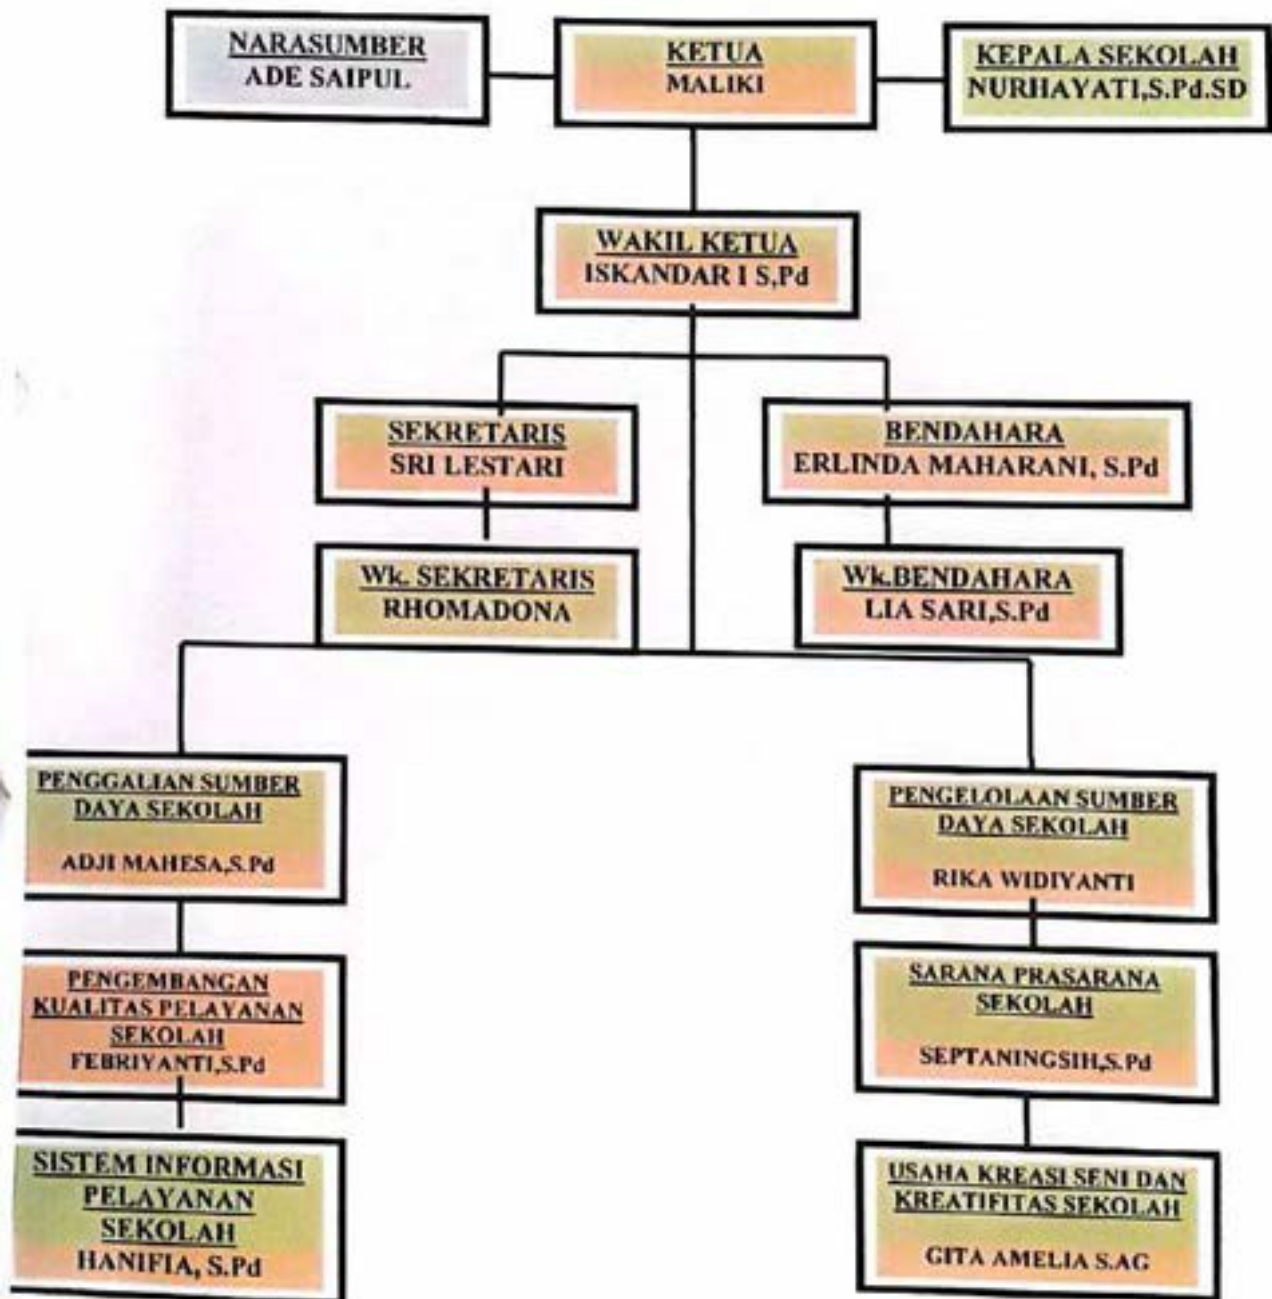 NARASUMBER
ADE SAIPUL
KETUA
MALIKI
KEPALA SEKOLAH
NURHAYATI,S.Pd.SD
WAKIL KETUA
ISKANDAR I S,Pd
SEKRETARIS
SRI LESTARI
BENDAHARA
ERLINDA MAHARANI, S.Pd
Wk. SEKRETARIS
RHOMADONA
Wk.BENDAHARA
LIA SARI,S.Pd
PENGGALIAN SUMBER
DAYA SEKOLAH
ADJI MAHESA,S.Pd
PENGELOLAAN SUMBER
DAYA SEKOLAH
RIKA WIDIYANTI
PENGEMBANGAN
KUALITAS PELAYANAN
SEKOLAH
FEBRIYANTI,S.Pd
SARANA PRASARANA
SEKOLAH
SEPTANINGSIH,S.Pd
SISTEM INFORMASI
PELAYANAN
SEKOLAH
HANIFIA, S.Pd
USAHA KREASI SENI DAN
KREATIFITAS SEKOLAH
GITA AMELIA S.AG